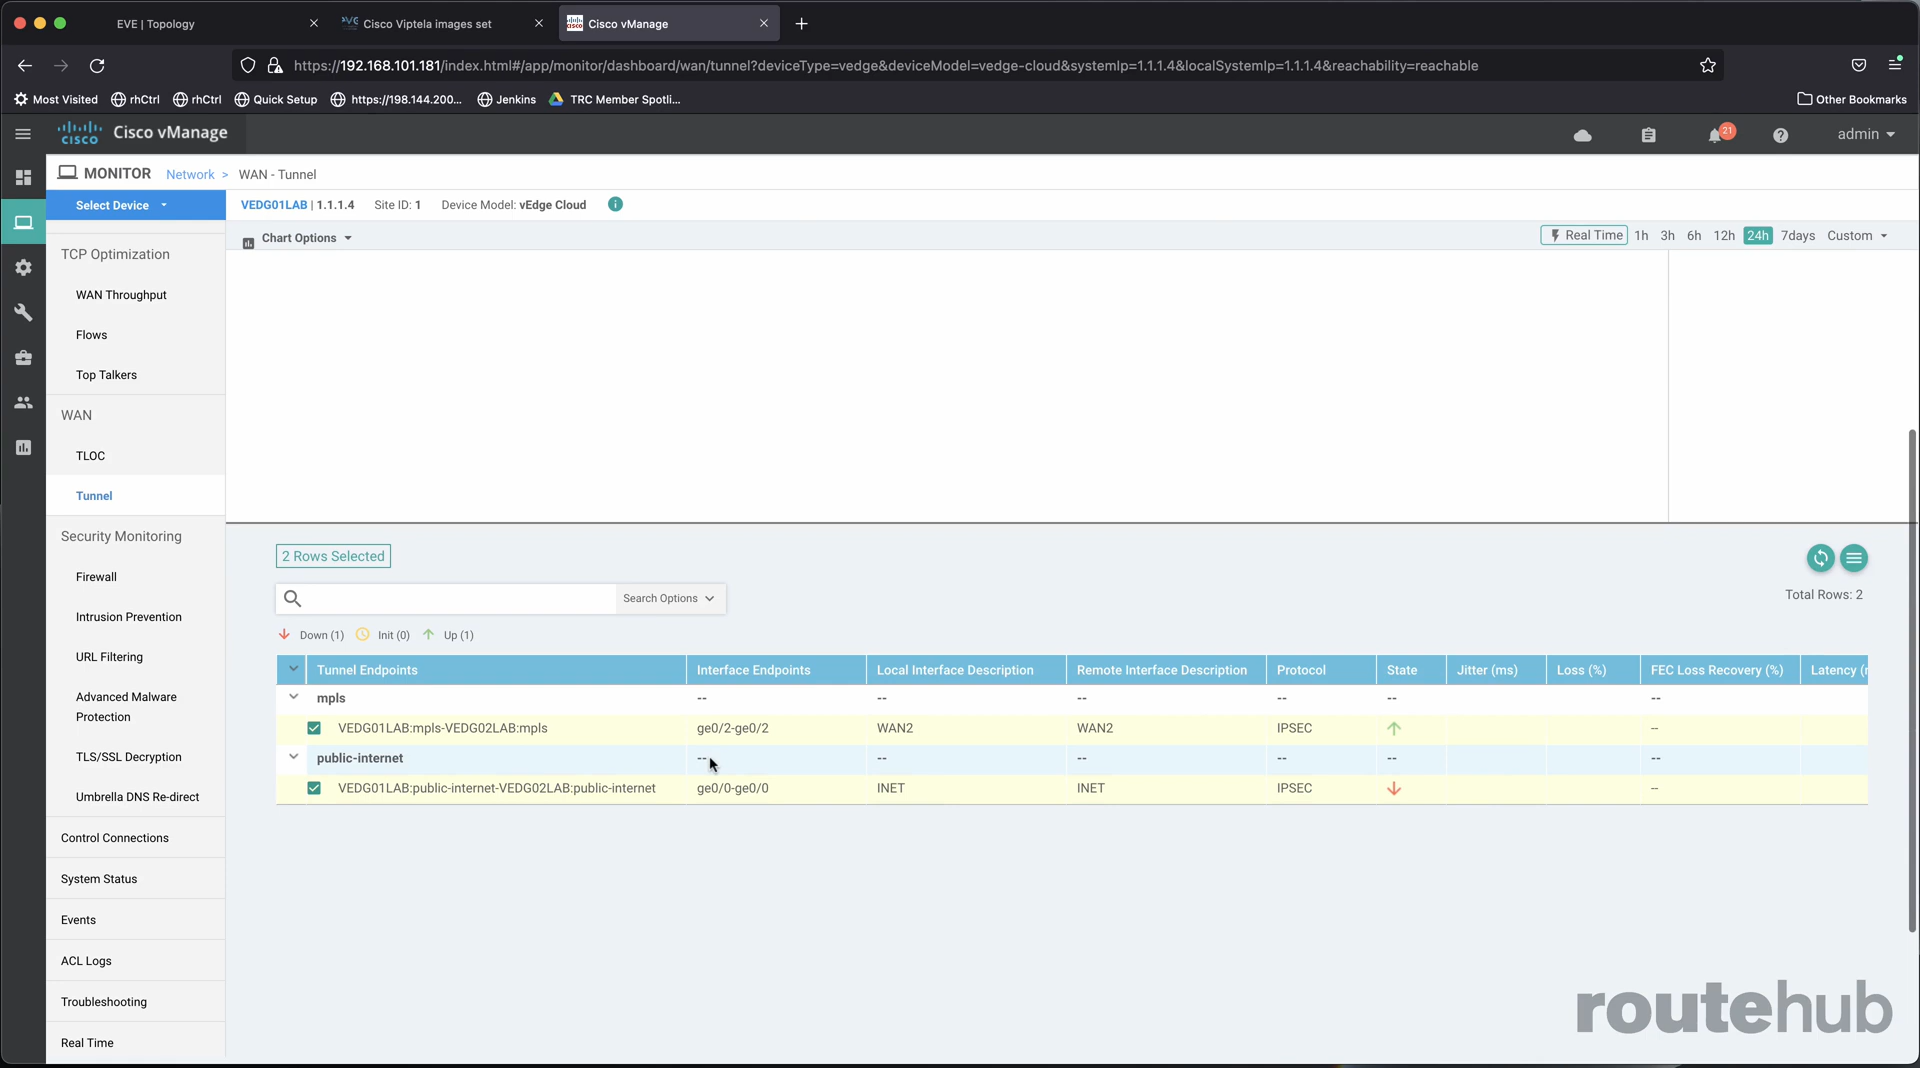 EVE | Topology
Cisco Viptela images set
Cisco vManage
https://192.168.101.181/index.html#/app/monitor/dashboard/wan/tunnel?deviceType=vedge&deviceModel=vedge-cloud&systemIp=1.1.1.4&localSystemIp=1.1.1.4&reachability=reachable
Most Visited
rhCtrl
rhCtrl
Quick Setup
https://198.144.200...
Jenkins
TRC Member Spotli...
Other Bookmarks
cisco
Cisco vManage
21
admin
MONITOR
Network > WAN - Tunnel
Select Device
VEDG01LAB | 1.1.1.4 Site ID: 1 Device Model: vEdge Cloud
Chart Options
Real Time 1h 3h 6h 12h 24h 7days Custom
TCP Optimization
WAN Throughput
Flows
Top Talkers
WAN
TLOC
Tunnel
Security Monitoring
Firewall
Intrusion Prevention
URL Filtering
Advanced Malware
Protection
TLS/SSL Decryption
Umbrella DNS Re-direct
Control Connections
System Status
Events
ACL Logs
Troubleshooting
Real Time
2 Rows Selected
Search Options
Total Rows: 2
Down (1) Init (0) Up (1)
Tunnel Endpoints Interface Endpoints Local Interface Description Remote Interface Description Protocol State Jitter (ms) Loss (%) FEC Loss Recovery (%) Latency (
mpls -- -- -- -- -- --
VEDG01LAB:mpls-VEDG02LAB:mpls ge0/2-ge0/2 WAN2 WAN2 IPSEC --
public-internet -- -- -- -- -- --
VEDG01LAB:public-internet-VEDG02LAB:public-internet ge0/0-ge0/0 INET INET IPSEC --
routehub